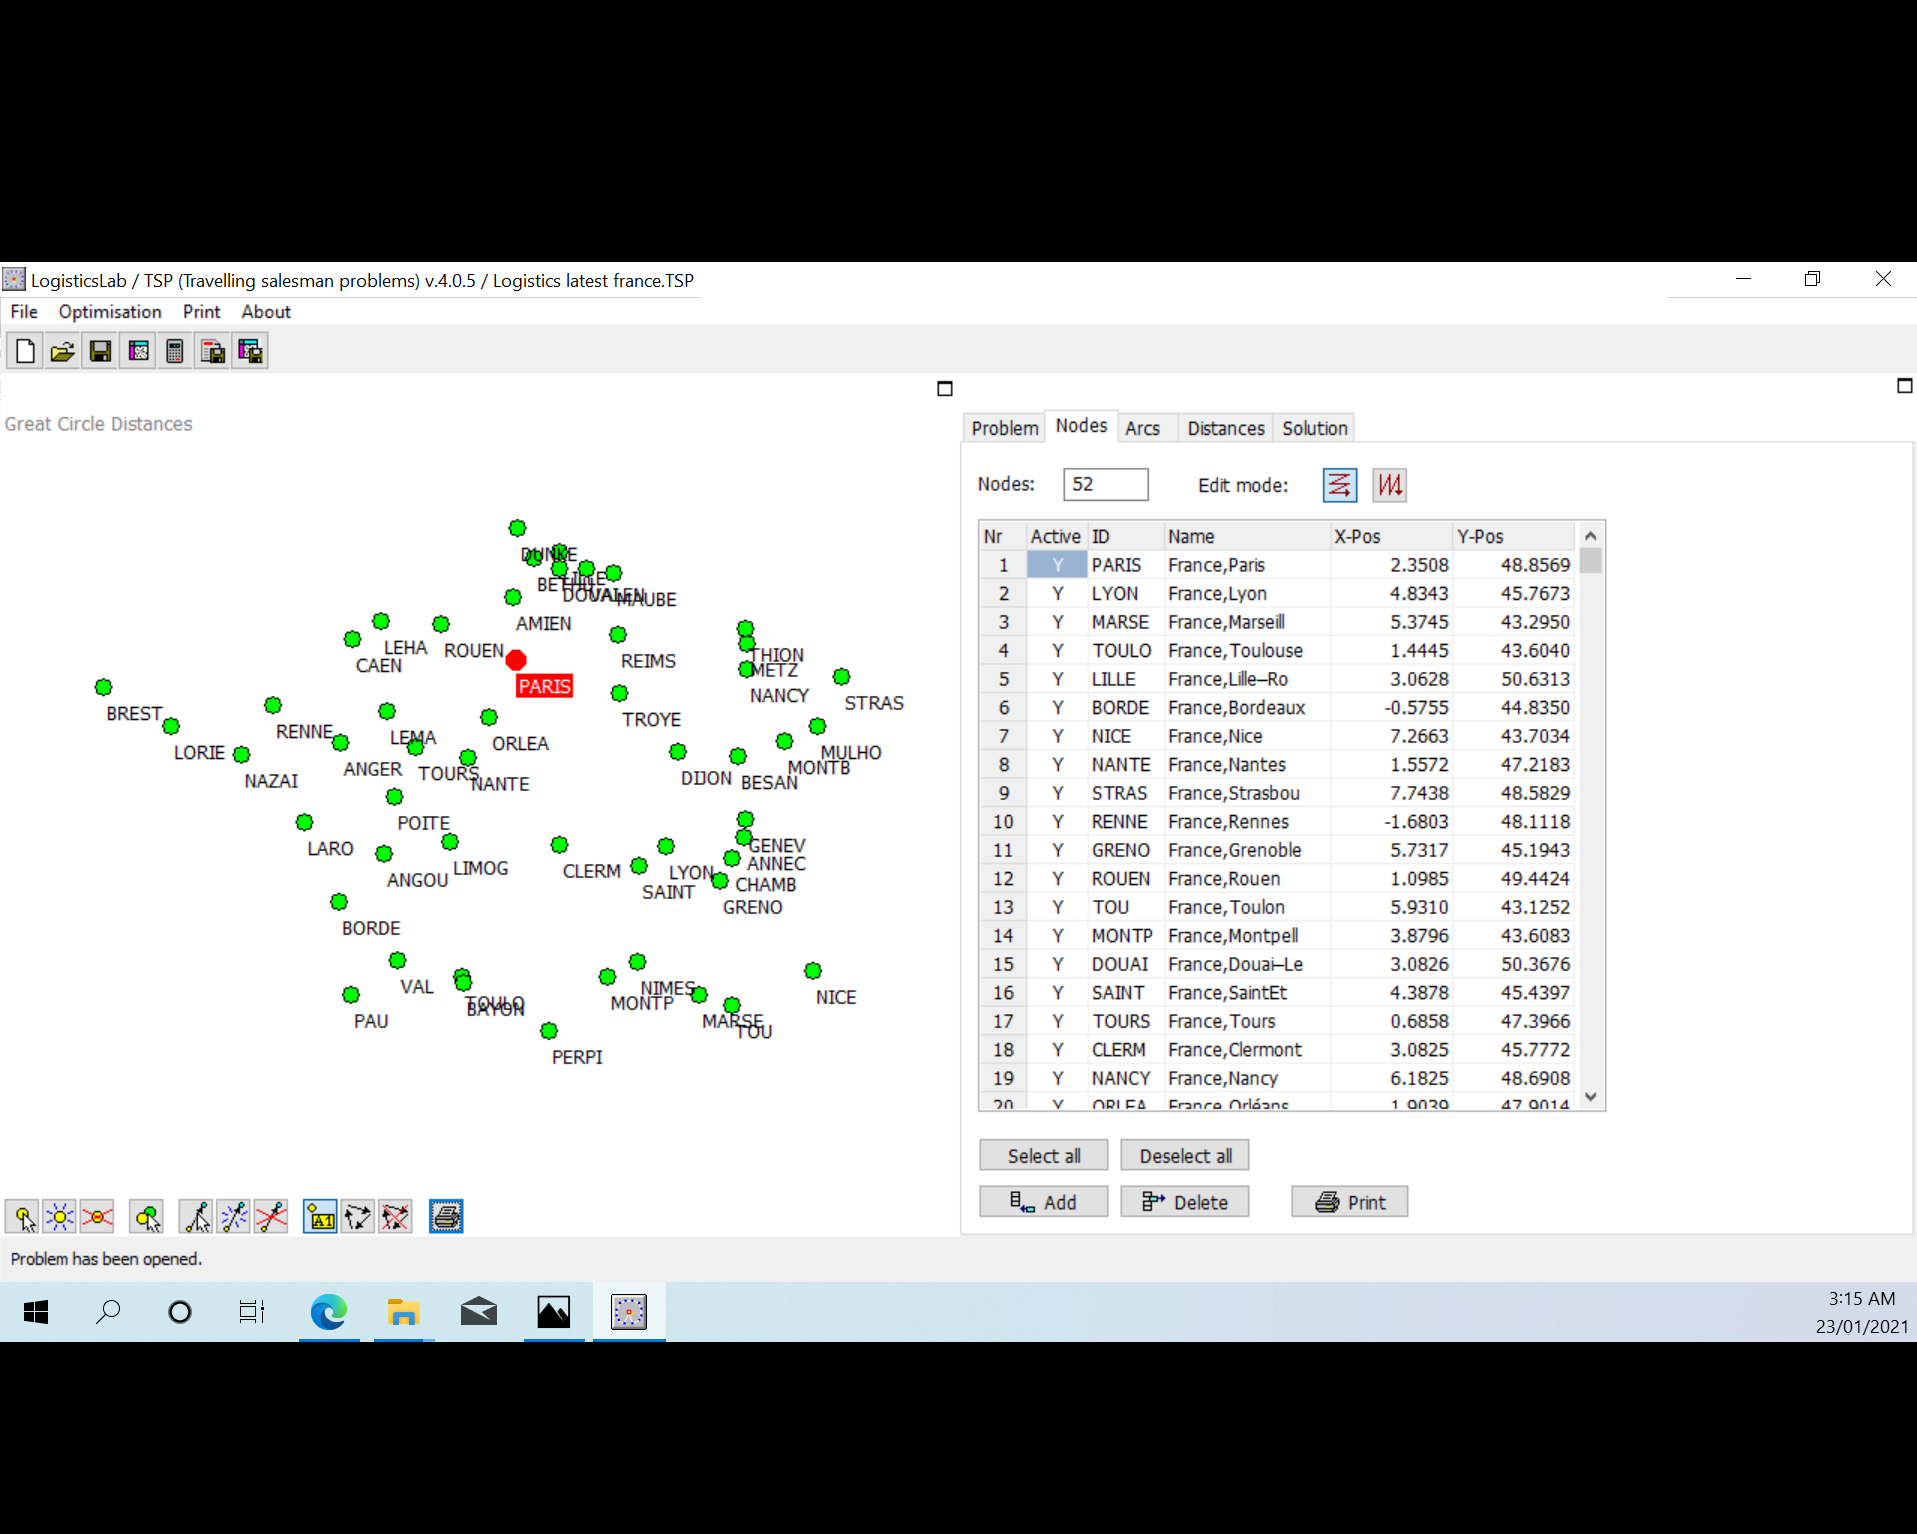 LogisticsLab / TSP (Travelling salesman problems) v.4.0.5 / Logistics latest france.TSP
File Optimisation Print About
Great Circle Distances
DUNKE
BETHU
LILLE
DOUAI
VALEN
MAUBE
AMIEN
LEHA
ROUEN
CAEN
REIMS
THION
METZ
NANCY
PARIS
STRAS
BREST
TROYE
RENNE
LEMA
ORLEA
LORIE
ANGER
TOURS
NANTE
NAZAI
DIJON
BESAN
MONTB
MULHO
POITE
LARO
ANGOU
LIMOG
CLERM
LYON
SAINT
GENEV
ANNEC
CHAMB
GRENO
BORDE
VAL
TOULO
BAYON
PAU
NIMES
MONTP
MARSE
TOU
NICE
PERPI
Problem Nodes Arcs Distances Solution
Nodes: 52 Edit mode:
Nr Active ID Name X-Pos Y-Pos
1 Y PARIS France,Paris 2.3508 48.8569
2 Y LYON France,Lyon 4.8343 45.7673
3 Y MARSE France,Marseill 5.3745 43.2950
4 Y TOULO France,Toulouse 1.4445 43.6040
5 Y LILLE France,Lille–Ro 3.0628 50.6313
6 Y BORDE France,Bordeaux -0.5755 44.8350
7 Y NICE France,Nice 7.2663 43.7034
8 Y NANTE France,Nantes 1.5572 47.2183
9 Y STRAS France,Strasbou 7.7438 48.5829
10 Y RENNE France,Rennes -1.6803 48.1118
11 Y GRENO France,Grenoble 5.7317 45.1943
12 Y ROUEN France,Rouen 1.0985 49.4424
13 Y TOU France,Toulon 5.9310 43.1252
14 Y MONTP France,Montpell 3.8796 43.6083
15 Y DOUAI France,Douai–Le 3.0826 50.3676
16 Y SAINT France,SaintEt 4.3878 45.4397
17 Y TOURS France,Tours 0.6858 47.3966
18 Y CLERM France,Clermont 3.0825 45.7772
19 Y NANCY France,Nancy 6.1825 48.6908
20 Y ORLEA France,Orléans 1.9039 47.9014
Select all Deselect all
Add Delete Print
A1
Problem has been opened.
3:15 AM
23/01/2021